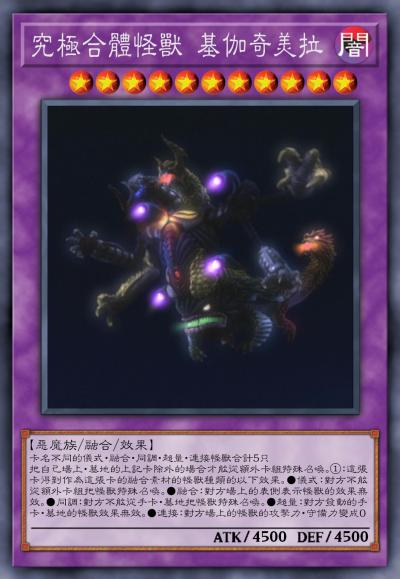 究極合體怪獸 基伽奇美拉 闇
【惡魔族/融合/效果】
卡名不同的儀式·融合·同調·超量·連接怪獸合計5只
把自己場上·墓地的上記卡除外的場合才能從額外卡組特殊召喚。①:這張
卡得到作為這張卡的融合素材的怪獸種類的以下效果。●儀式:對方不能
從額外卡組把怪獸特殊召喚。●融合:對方場上的表側表示怪獸的效果無
效。●同調:對方不能從手卡·墓地把怪獸特殊召喚。●超量:對方發動的手
卡·墓地的怪獸效果無效。●連接:對方場上的怪獸的攻擊力·守備力變成0
ATK/4500 DEF/4500